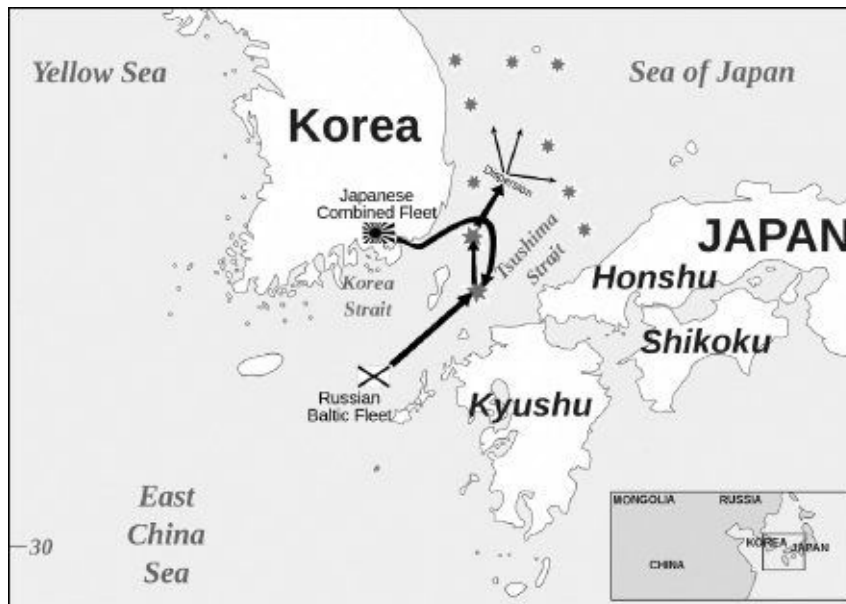 Yellow Sea
Sea of Japan
Korea
Dispersion
Japanese
Combined Fleet
JAPAN
Tsushima
Strait
Honshu
Korea
Strait
Shikoku
Russian
Baltic Fleet
Kyushu
East
China
Sea
30
MONGOLIA
RUSSIA
KOREA
JAPAN
CHINA